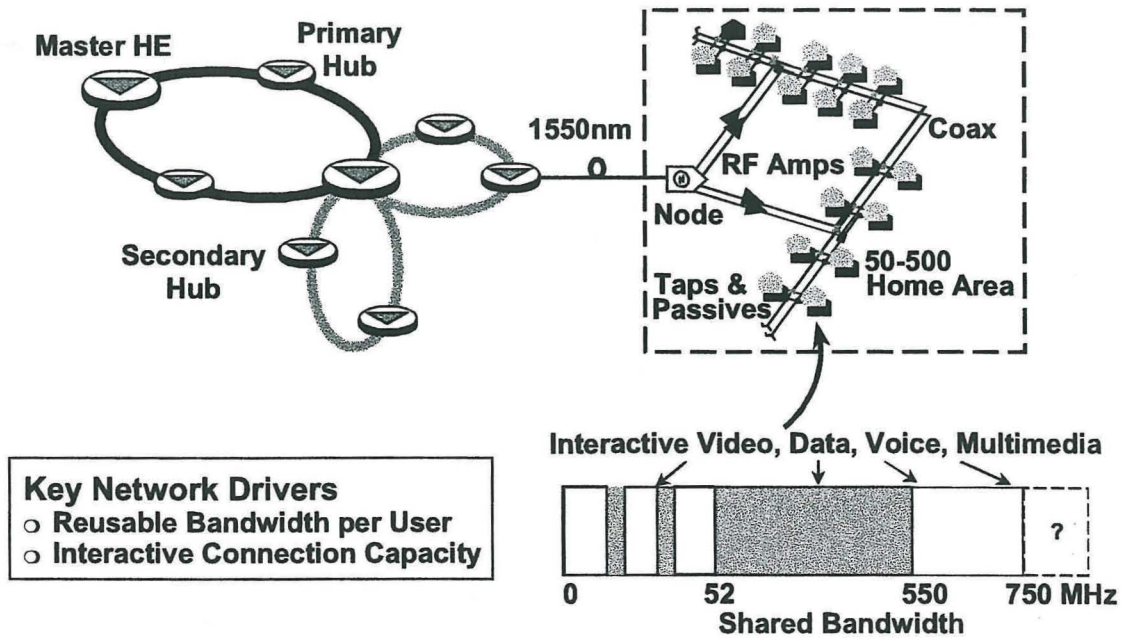 Master HE
Primary
Hub
1550nm
Coax
RF Amps
Node
Secondary
Hub
50-500
Home Area
Taps &
Passives
Interactive Video, Data, Voice, Multimedia
Key Network Drivers
○ Reusable Bandwidth per User
○ Interactive Connection Capacity
?
0 52 550 750 MHz
Shared Bandwidth